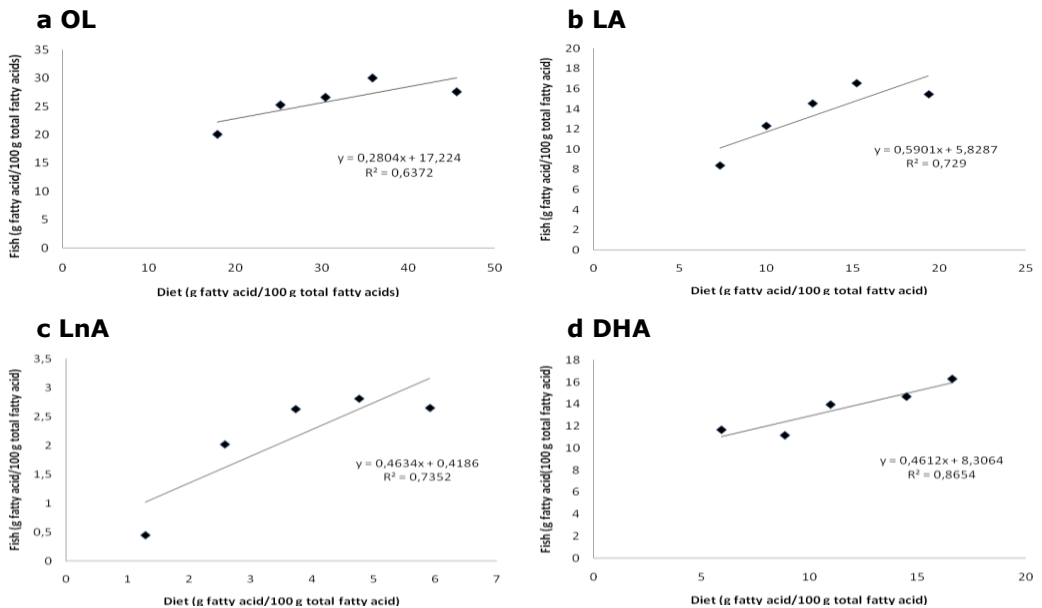 a OL
35
30
25
20
15
10
5
0
Fish (g fatty acid/100 g total fatty acids)
y = 0,2804x + 17,224
R² = 0,6372
0 10 20 30 40 50
Diet (g fatty acid/100 g total fatty acids)
b LA
20
18
16
14
12
10
8
6
4
2
0
Fish (g fatty acid/100 g total fatty acid)
y = 0,5901x + 5,8287
R² = 0,729
0 5 10 15 20 25
Diet (g fatty acid/100 g total fatty acid)
c LnA
3,5
3
2,5
2
1,5
1
0,5
0
Fish (g fatty acid/100 g total fatty acid)
y = 0,4634x + 0,4186
R² = 0,7352
0 1 2 3 4 5 6 7
Diet (g fatty acid/100 g total fatty acid)
d DHA
18
16
14
12
10
8
6
4
2
0
Fish (g fatty acid(100 g total fatty acid)
y = 0,4612x + 8,3064
R² = 0,8654
0 5 10 15 20
Diet (g fatty acid/100 g total fatty acid)